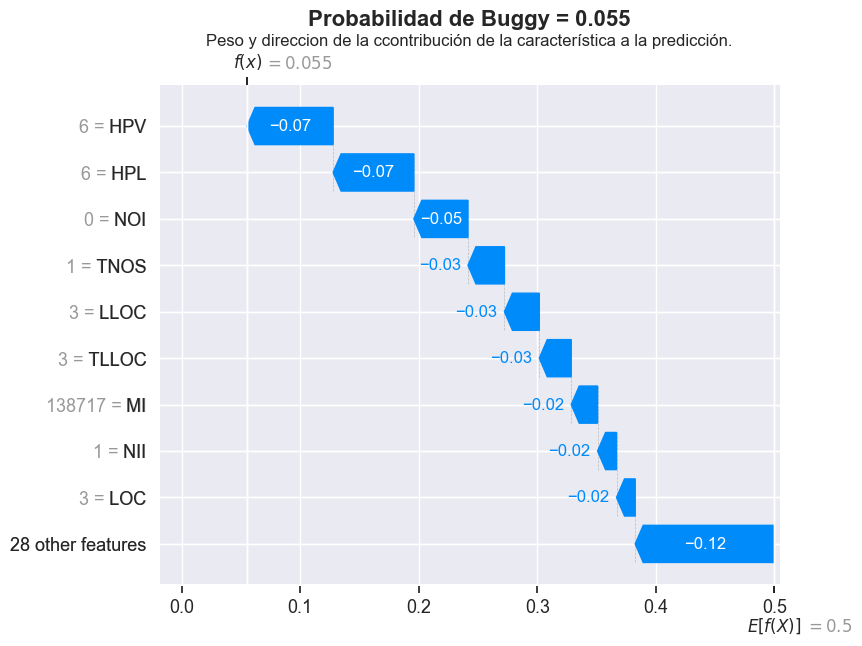 Probabilidad de Buggy = 0.055
Peso y direccion de la ccontribución de la característica a la predicción.
f(x) = 0.055
6 = HPV
−0.07
6 = HPL
−0.07
0 = NOI
−0.05
1 = TNOS
−0.03
3 = LLOC
−0.03
3 = TLLOC
−0.03
138717 = MI
−0.02
1 = NII
−0.02
3 = LOC
−0.02
28 other features
−0.12
0.0 0.1 0.2 0.3 0.4 0.5
E[f(X)] = 0.5